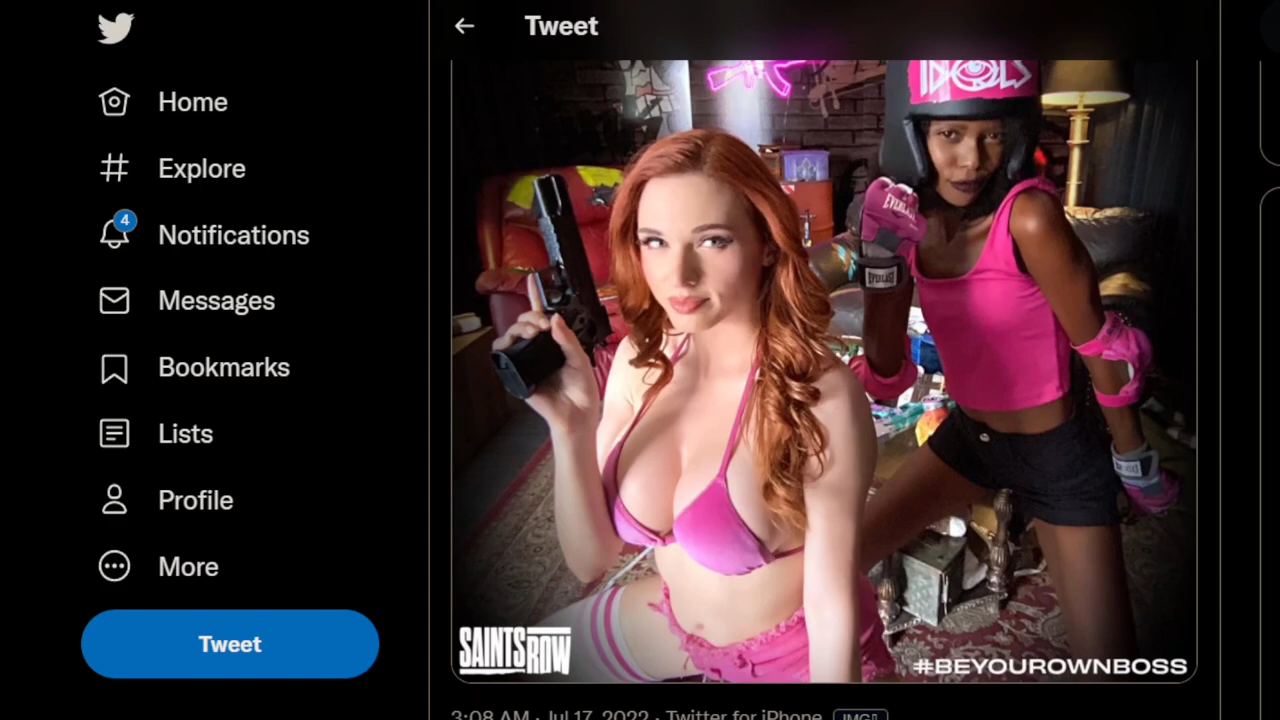 Tweet
Home
Explore
4
Notifications
Messages
Bookmarks
Lists
Profile
More
Tweet
IDOLS
EVERLAST
EVERLAST
SAINTS ROW
#BEYOUROWNBOSS
3:08 AM · Jul 17, 2022 · Twitter for iPhone